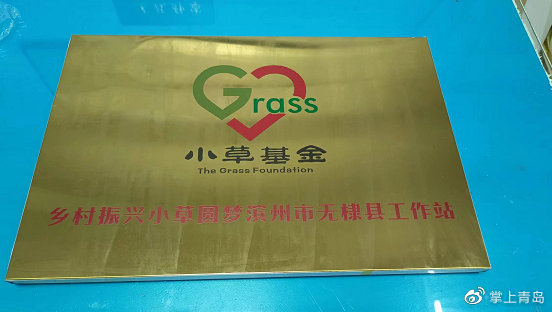 Grass
小草基金
The Grass Foundation
乡村振兴小草圆梦滨州市无棣县工作站
掌上青岛